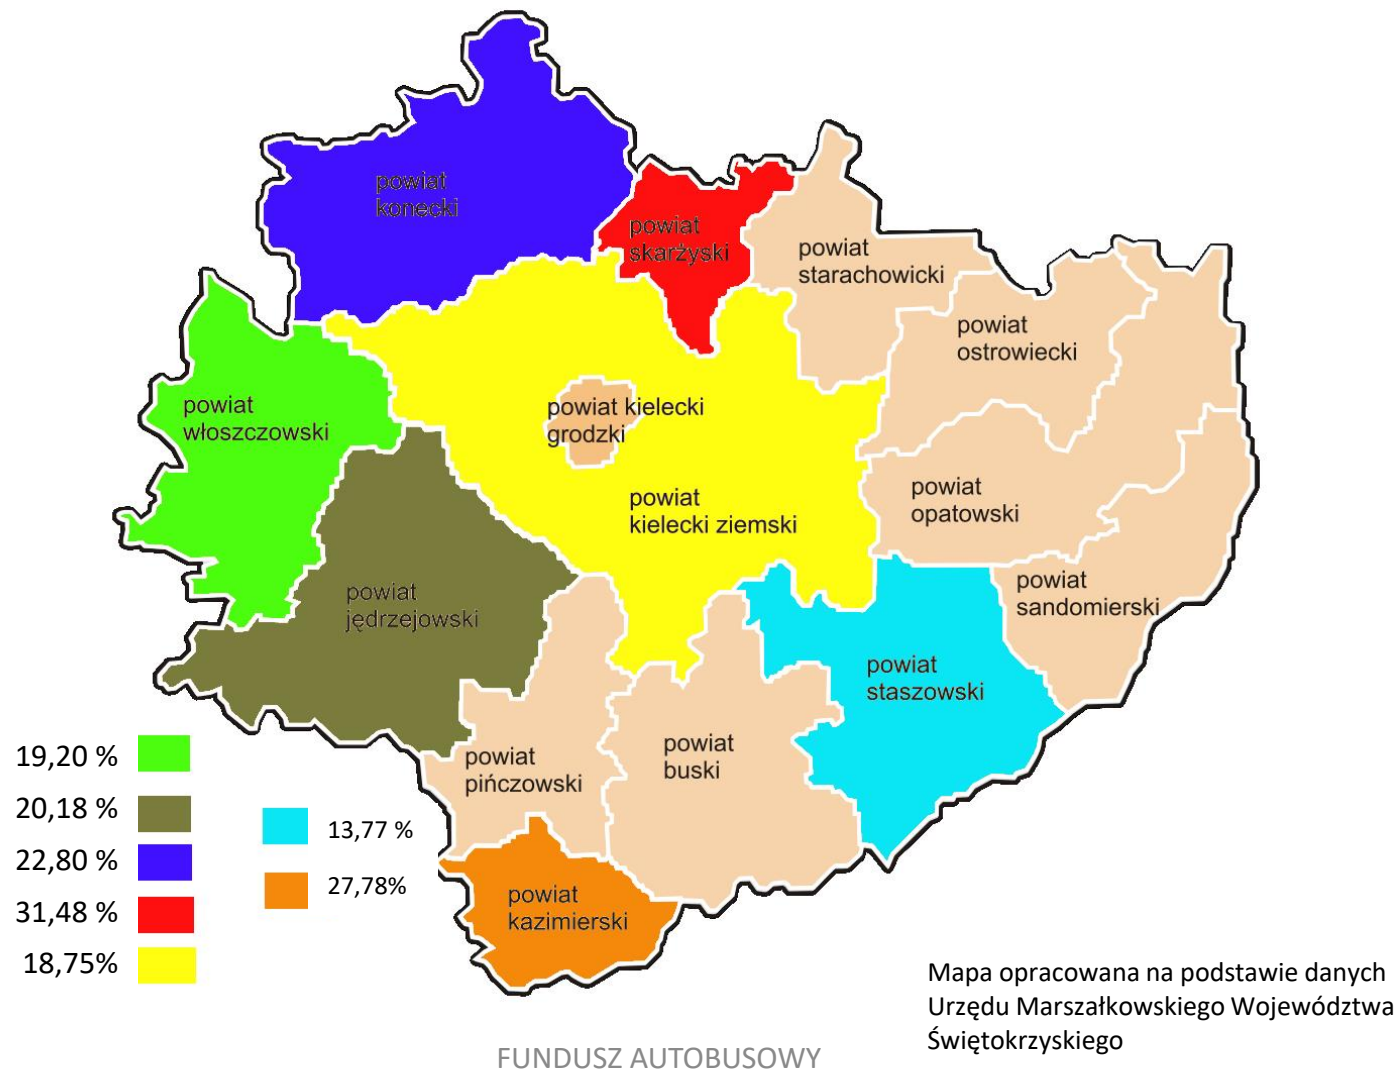 powiat
konecki
powiat
skarżyski
powiat
starachowicki
powiat
ostrowiecki
powiat
włoszczowski
powiat kielecki
grodzki
powiat
kielecki ziemski
powiat
opatowski
powiat
sandomierski
powiat
jędrzejowski
powiat
staszowski
powiat
pińczowski
powiat
buski
powiat
kazimierski
19,20 %
20,18 %
22,80 %
31,48 %
18,75%
13,77 %
27,78%
Mapa opracowana na podstawie danych
Urzędu Marszałkowskiego Województwa
Świętokrzyskiego
FUNDUSZ AUTOBUSOWY